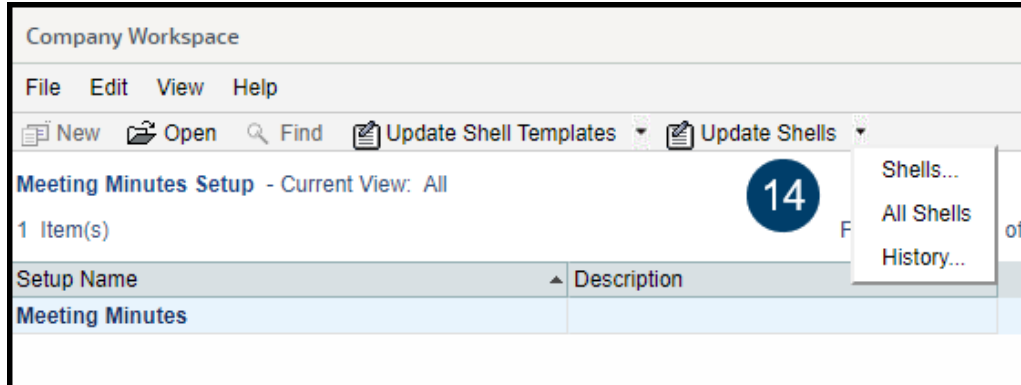 Company Workspace
File Edit View Help
New Open Find Update Shell Templates Update Shells
Meeting Minutes Setup - Current View: All
14
Shells...
All Shells
1 Item(s)
F
of
History...
Setup Name Description
Meeting Minutes